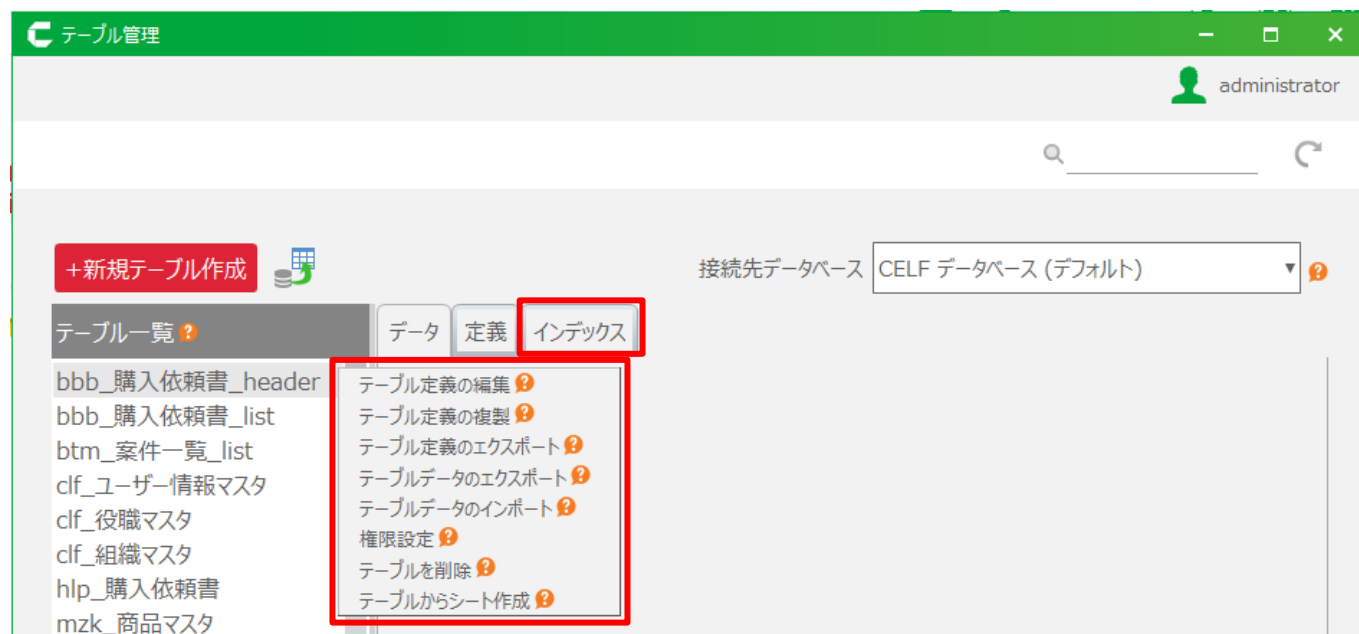 テーブル管理
administrator
+新規テーブル作成
接続先データベース CELF データベース (デフォルト)
テーブル一覧
データ 定義 インデックス
bbb_購入依頼書_header
bbb_購入依頼書_list
btm_案件一覧_list
clf_ユーザー情報マスタ
clf_役職マスタ
clf_組織マスタ
hlp_購入依頼書
mzk_商品マスタ
テーブル定義の編集
テーブル定義の複製
テーブル定義のエクスポート
テーブルデータのエクスポート
テーブルデータのインポート
権限設定
テーブルを削除
テーブルからシート作成